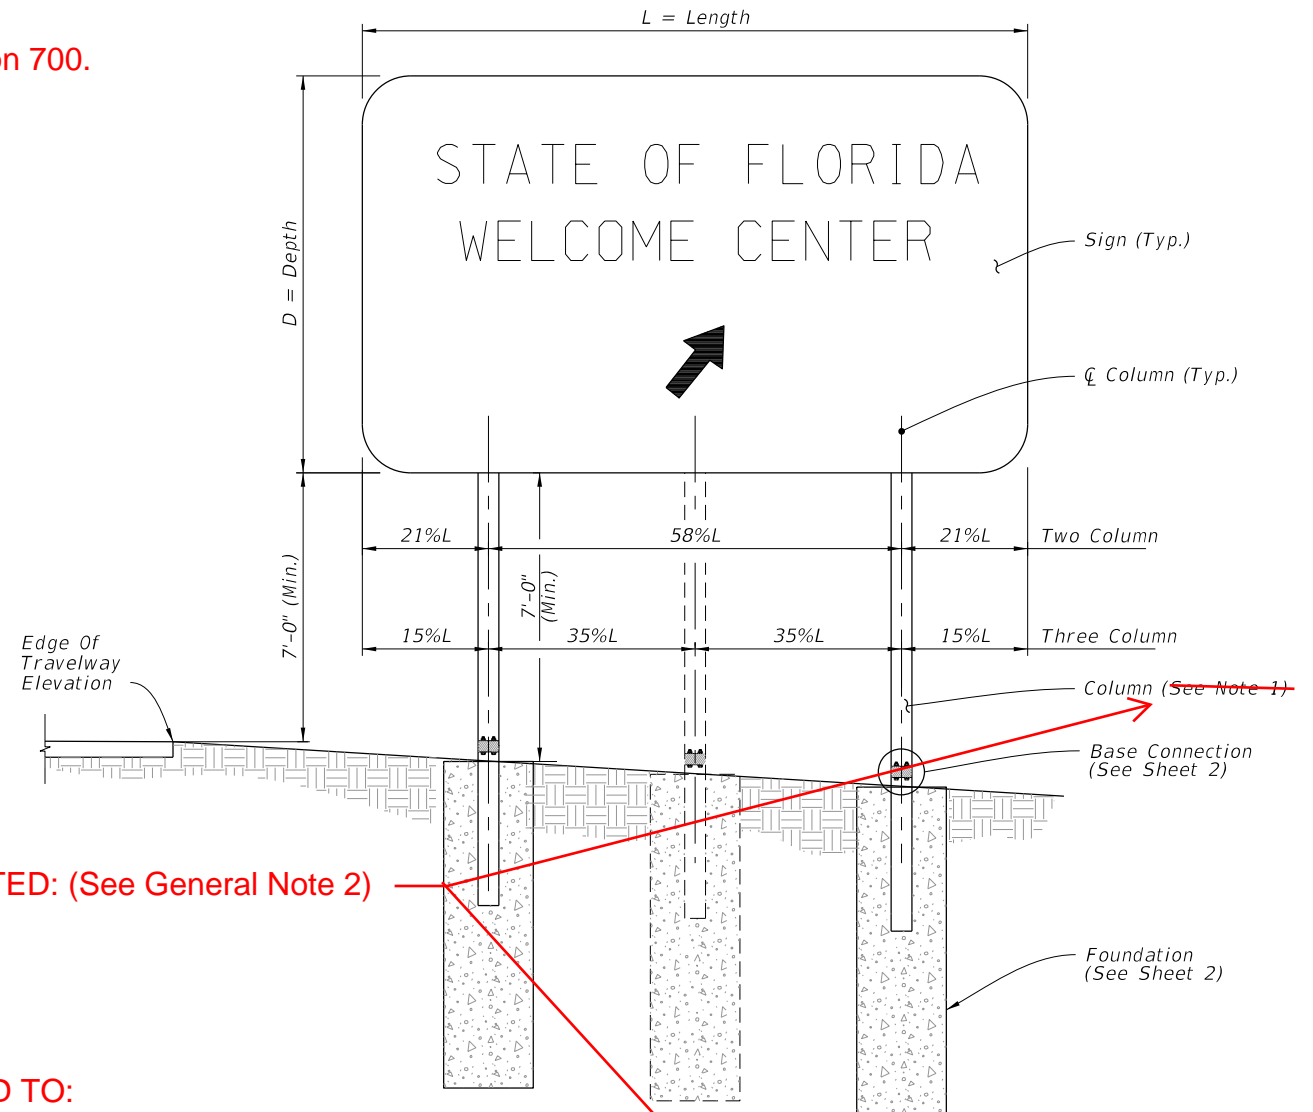 L = Length
on 700.
STATE OF FLORIDA
WELCOME CENTER
D = Depth
Sign (Typ.)
℄ Column (Typ.)
21%L 58%L 21%L Two Column
7'-0" (Min.)
7'-0"
(Min.)
15%L 35%L 35%L 15%L Three Column
Edge Of
Travelway
Elevation
Column (See Note 1)
Base Connection
(See Sheet 2)
TED: (See General Note 2)
Foundation
(See Sheet 2)
D TO: